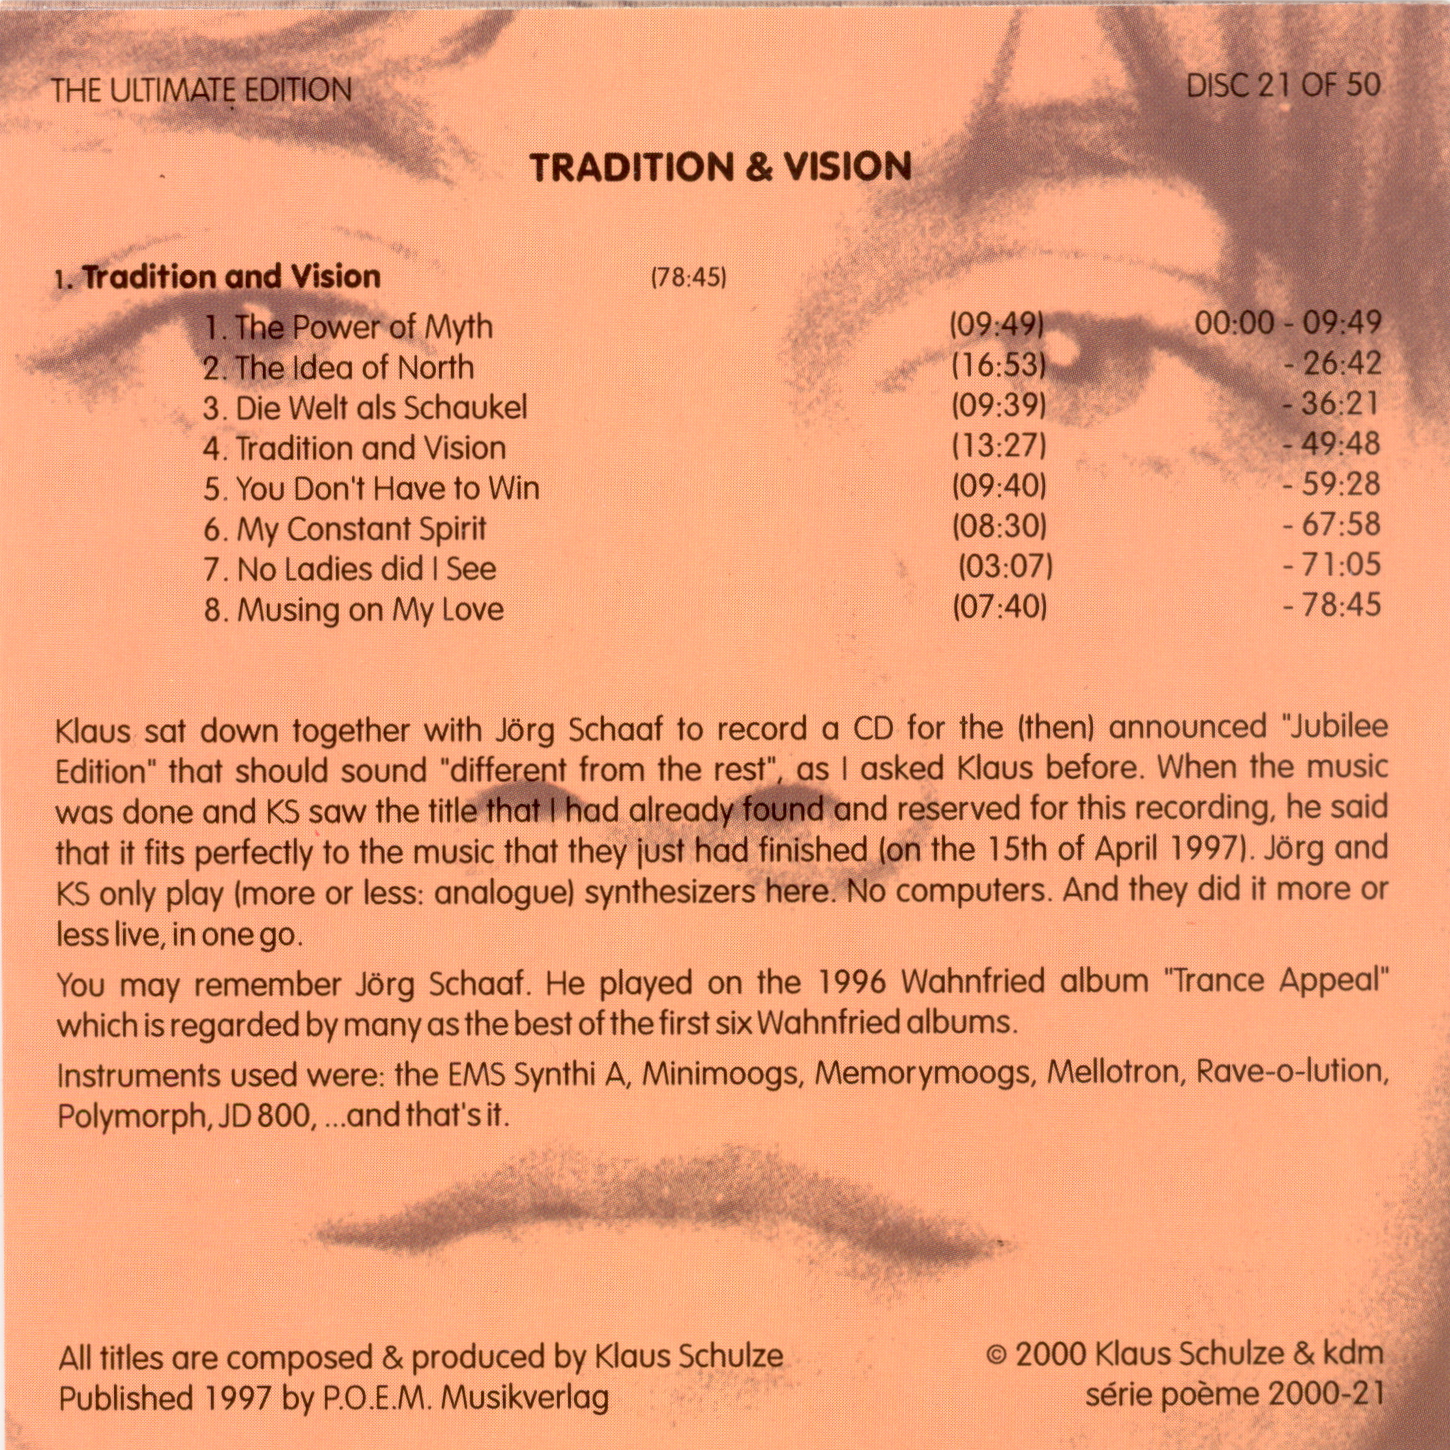 THE ULTIMATE EDITION DISC 21 OF 50
TRADITION & VISION
1. Tradition and Vision (78:45)
1. The Power of Myth (09:49) 00:00 - 09:49
2. The Idea of North (16:53) - 26:42
3. Die Welt als Schaukel (09:39) - 36:21
4. Tradition and Vision (13:27) - 49:48
5. You Don't Have to Win (09:40) - 59:28
6. My Constant Spirit (08:30) - 67:58
7. No Ladies did I See (03:07) - 71:05
8. Musing on My Love (07:40) - 78:45
Klaus sat down together with Jörg Schaaf to record a CD for the (then) announced "Jubilee
Edition" that should sound "different from the rest", as I asked Klaus before. When the music
was done and KS saw the title that I had already found and reserved for this recording, he said
that it fits perfectly to the music that they just had finished (on the 15th of April 1997). Jörg and
KS only play (more or less: analogue) synthesizers here. No computers. And they did it more or
less live, in one go.
You may remember Jörg Schaaf. He played on the 1996 Wahnfried album "Trance Appeal"
which is regarded by many as the best of the first six Wahnfried albums.
Instruments used were: the EMS Synthi A, Minimoogs, Memorymoogs, Mellotron, Rave-o-lution,
Polymorph, JD 800, ...and that's it.
All titles are composed & produced by Klaus Schulze © 2000 Klaus Schulze & kdm
Published 1997 by P.O.E.M. Musikverlag série poème 2000-21